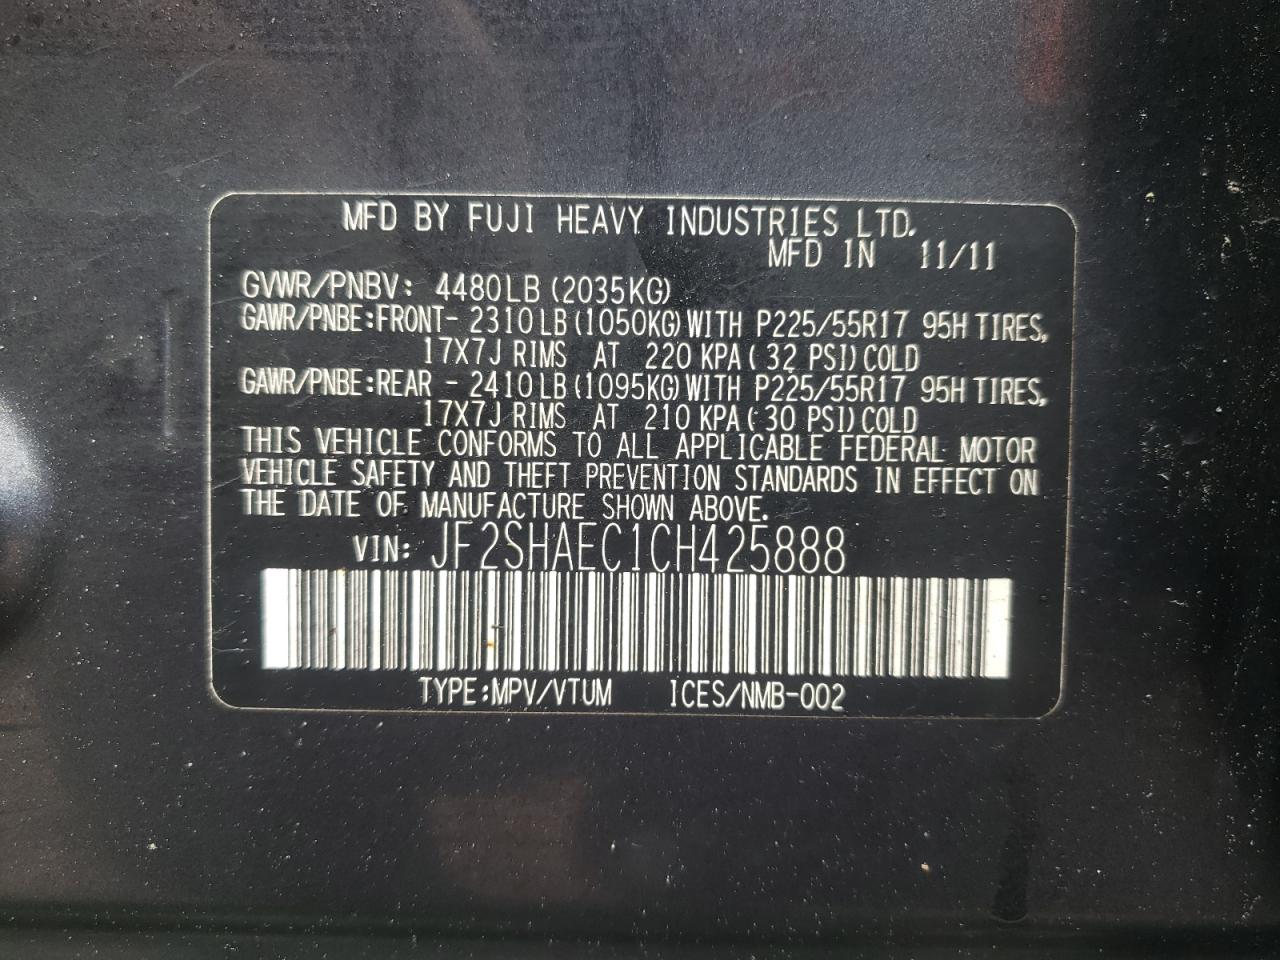 MFD BY FUJI HEAVY INDUSTRIES LTD.
MFD IN 11/11
GVWR/PNBV: 4480LB (2035KG)
GAWR/PNBE:FRONT- 2310LB (1050KG) WITH P225/55R17 95H TIRES,
17X7J RIMS AT 220 KPA ( 32 PSI) COLD
GAWR/PNBE:REAR - 2410LB (1095KG) WITH P225/55R17 95H TIRES,
17X7J RIMS AT 210 KPA ( 30 PSI) COLD
THIS VEHICLE CONFORMS TO ALL APPLICABLE FEDERAL MOTOR
VEHICLE SAFETY AND THEFT PREVENTION STANDARDS IN EFFECT ON
THE DATE OF MANUFACTURE SHOWN ABOVE.
VIN: JF2SHAEC1CH425888
TYPE:MPV/VTUM ICES/NMB-002